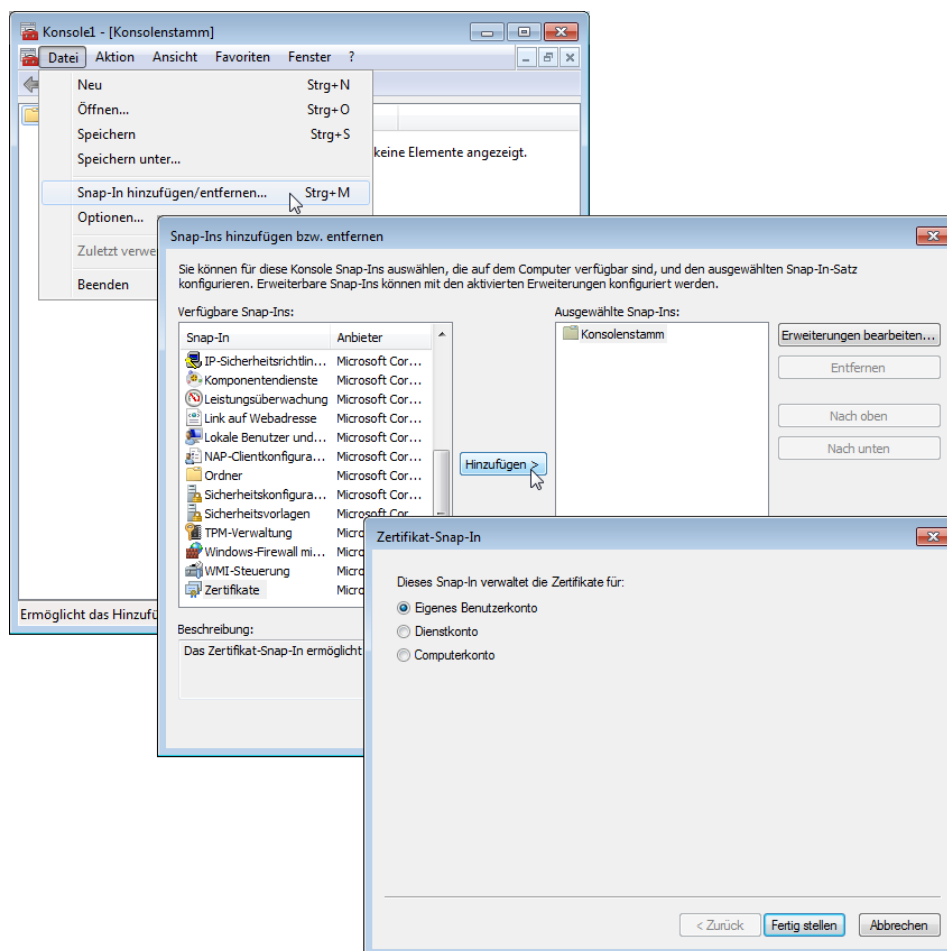 Konsole1 - [Konsolenstamm]
Datei Aktion Ansicht Favoriten Fenster ?
Neu Strg+N
Öffnen... Strg+O
Speichern Strg+S
Speichern unter...
Snap-In hinzufügen/entfernen... Strg+M
Optionen...
Zuletzt verwe
Beenden
keine Elemente angezeigt.
Ermöglicht das Hinzufü
Snap-Ins hinzufügen bzw. entfernen
Sie können für diese Konsole Snap-Ins auswählen, die auf dem Computer verfügbar sind, und den ausgewählten Snap-In-Satz
konfigurieren. Erweiterbare Snap-Ins können mit den aktivierten Erweiterungen konfiguriert werden.
Verfügbare Snap-Ins:
Snap-In Anbieter
IP-Sicherheitsrichtlin... Microsoft Cor...
Komponentendienste Microsoft Cor...
Leistungsüberwachung Microsoft Cor...
Link auf Webadresse Microsoft Cor...
Lokale Benutzer und... Microsoft Cor...
NAP-Clientkonfigura... Microsoft Cor...
Ordner Microsoft Cor...
Sicherheitskonfigura... Microsoft Cor...
Sicherheitsvorlagen Microsoft Cor...
TPM-Verwaltung Micro
Windows-Firewall mi... Micro
WMI-Steuerung Micro
Zertifikate Micro
Hinzufügen >
Ausgewählte Snap-Ins:
Konsolenstamm
Erweiterungen bearbeiten...
Entfernen
Nach oben
Nach unten
Beschreibung:
Das Zertifikat-Snap-In ermöglicht
Zertifikat-Snap-In
Dieses Snap-In verwaltet die Zertifikate für:
Eigenes Benutzerkonto
Dienstkonto
Computerkonto
< Zurück Fertig stellen Abbrechen